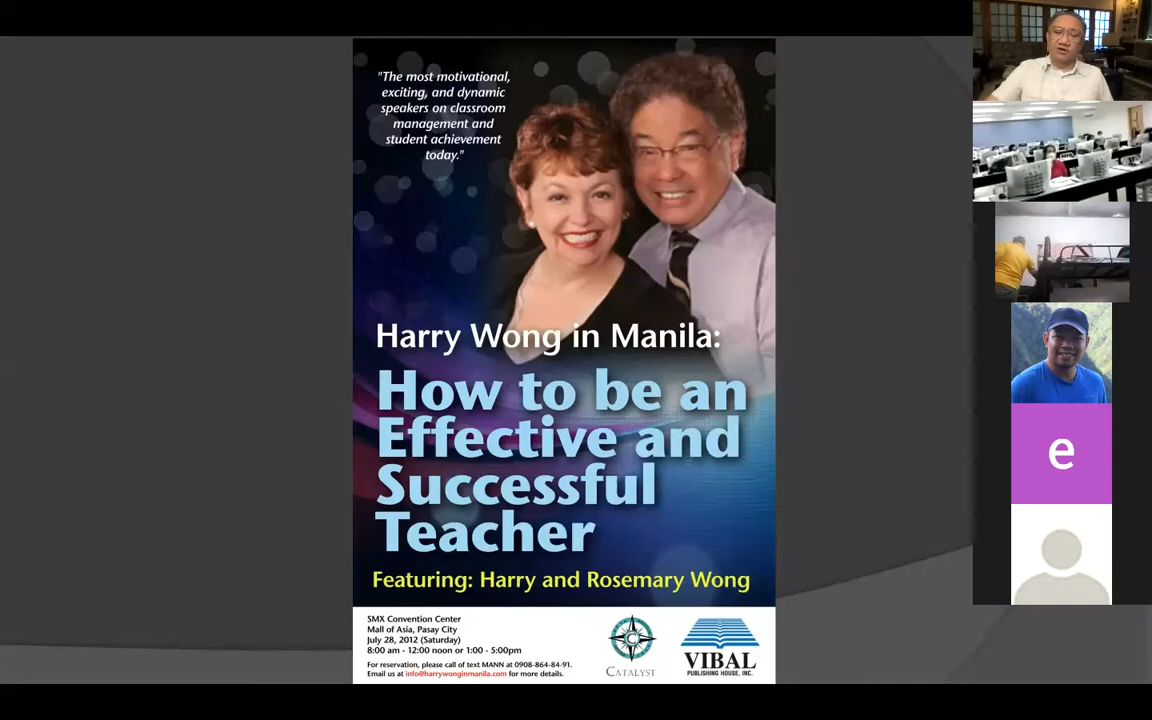 "The most motivational,
exciting, and dynamic
speakers on classroom
management and
student achievement
today."
Harry Wong in Manila:
How to be an
Effective and
Successful
Teacher
Featuring: Harry and Rosemary Wong
SMX Convention Center
Mall of Asia, Pasay City
July 28, 2012 (Saturday)
8:00 am - 12:00 noon or 1:00 - 5:00pm
For reservation, please call of text MANN at 0908-864-84-91.
Email us at info@harrywonginmanila.com for more details.
CATALYST
VIBAL
PUBLISHING HOUSE, INC.
e